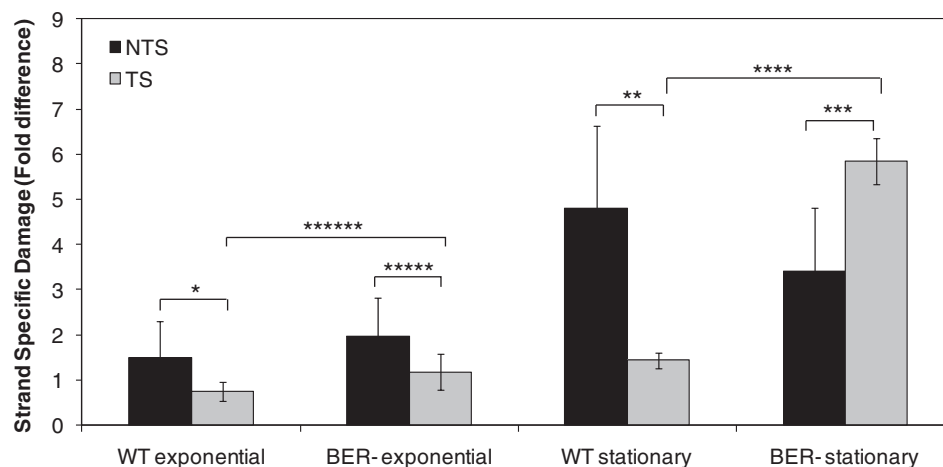 Strand Specific Damage (Fold difference)
9
8
7
6
5
4
3
2
1
0
NTS
TS
*
******
*****
**
****
***
WT exponential
BER- exponential
WT stationary
BER- stationary